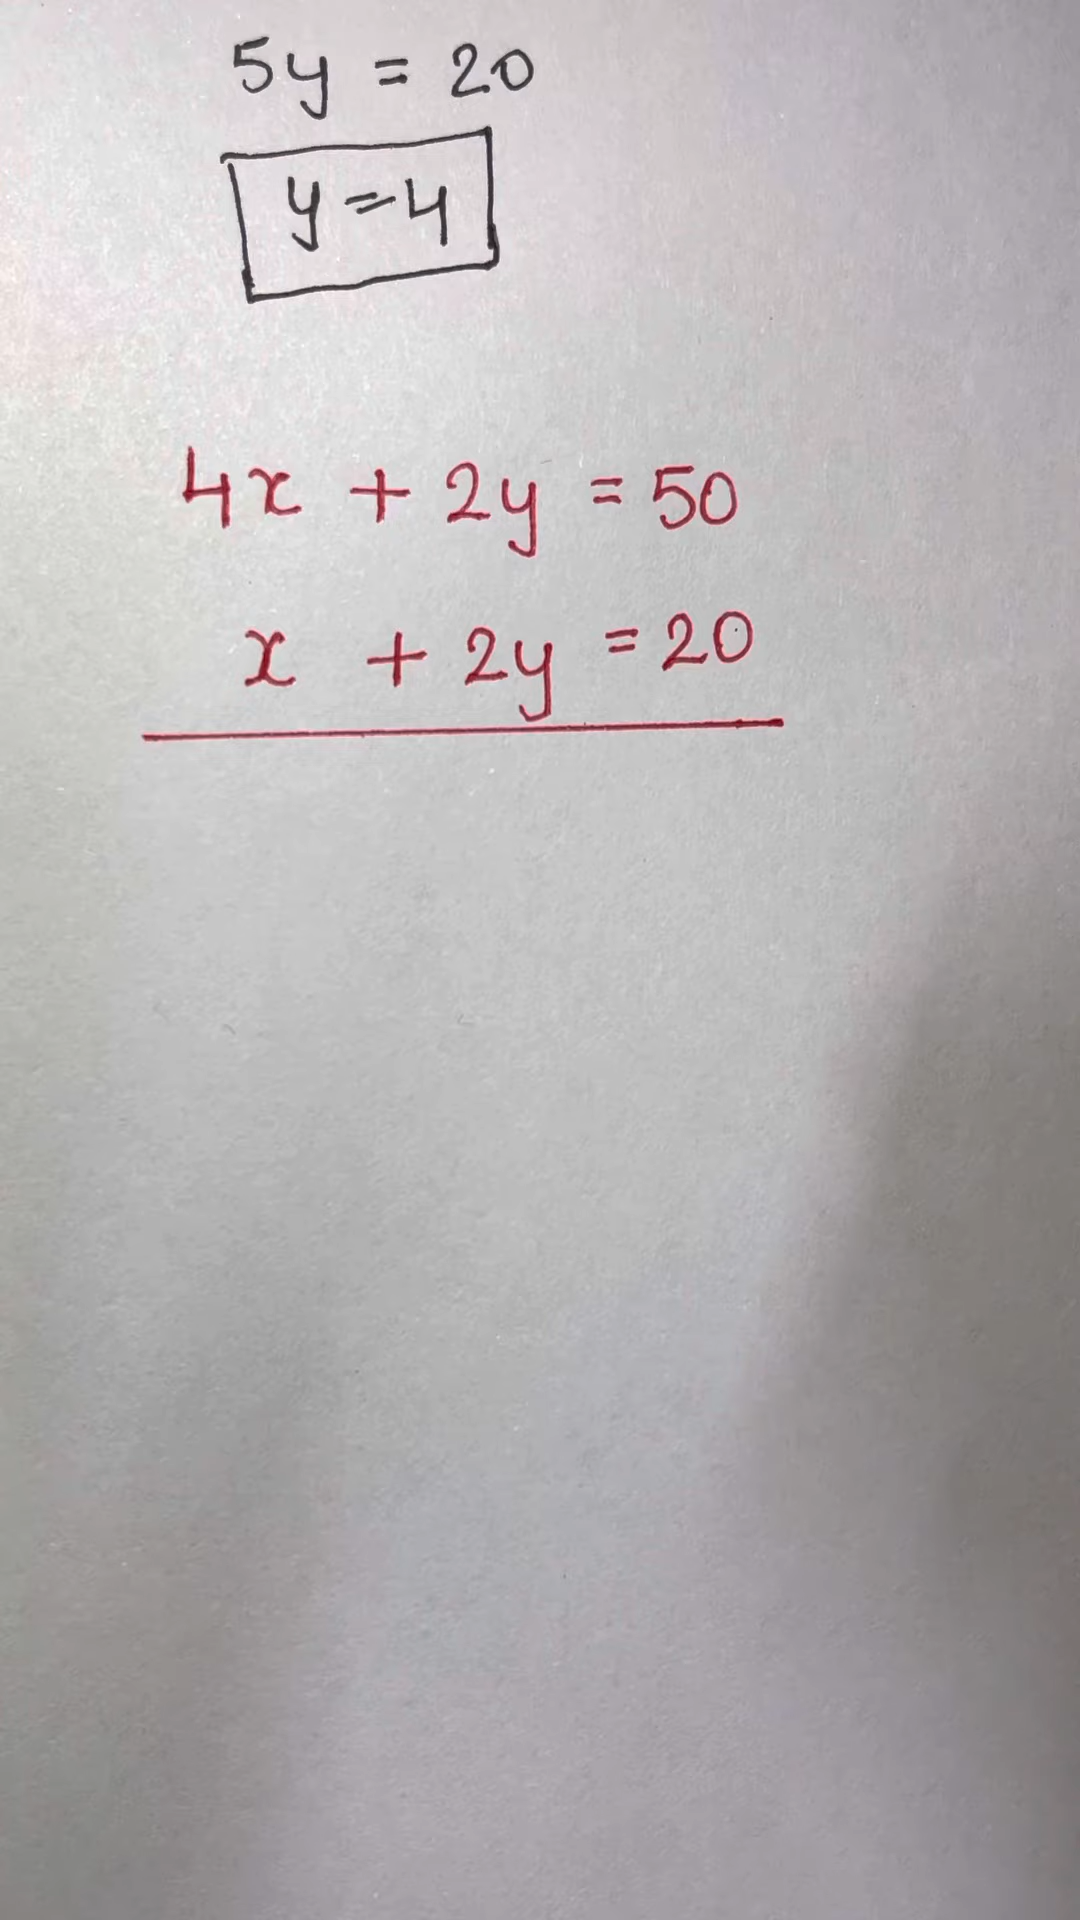 5y = 20
y = 4
4x + 2y = 50
x + 2y = 20